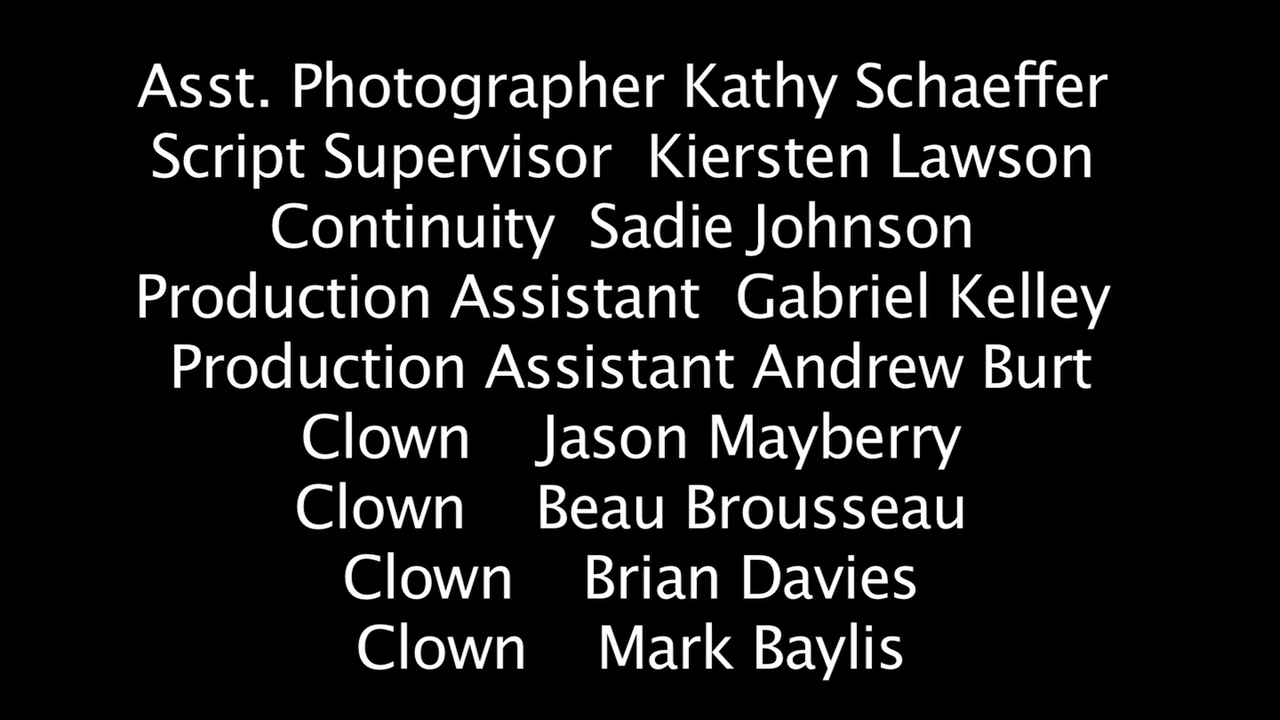 Asst. Photographer Kathy Schaeffer
Script Supervisor Kiersten Lawson
Continuity Sadie Johnson
Production Assistant Gabriel Kelley
Production Assistant Andrew Burt
Clown Jason Mayberry
Clown Beau Brousseau
Clown Brian Davies
Clown Mark Baylis